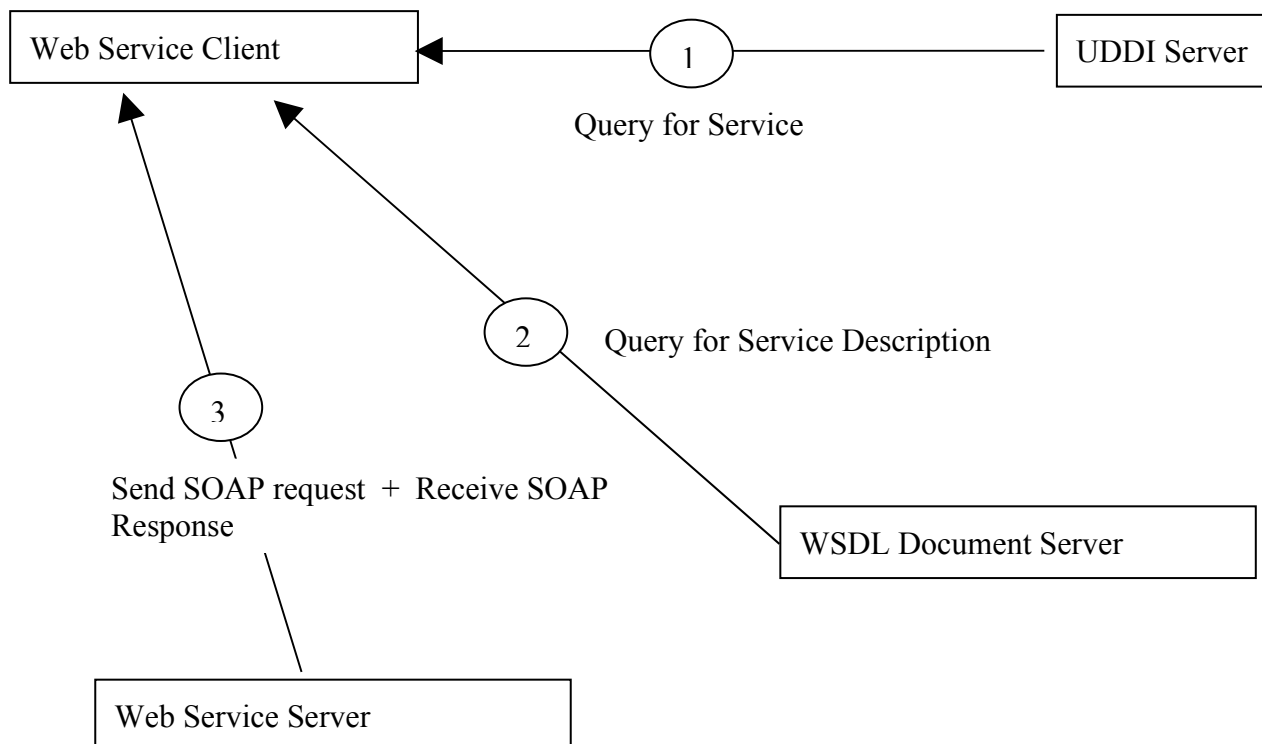 Web Service Client
1
UDDI Server
Query for Service
2
Query for Service Description
3
Send SOAP request + Receive SOAP
Response
WSDL Document Server
Web Service Server